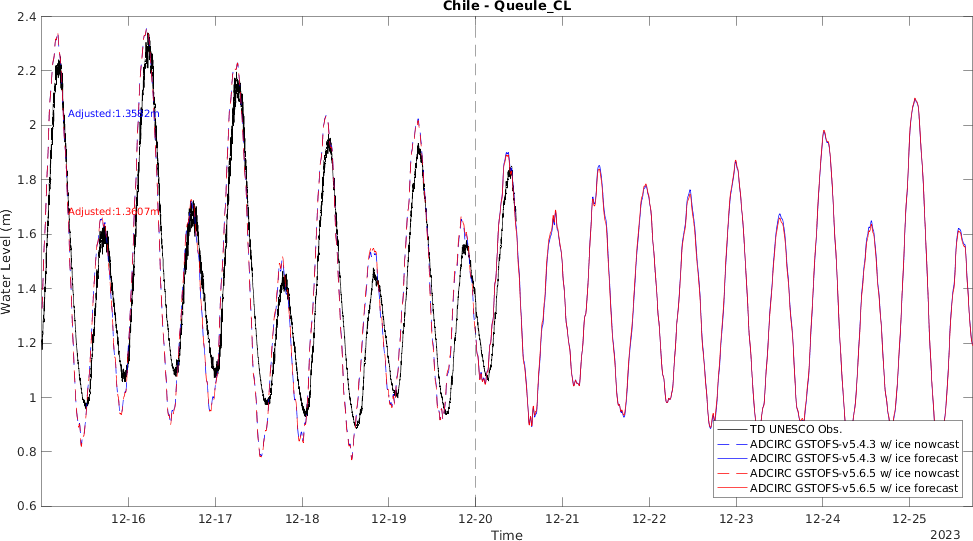 Chile - Queule_CL
2.4
2.2
2
1.8
1.6
1.4
1.2
1
0.8
0.6
Water Level (m)
Adjusted:1.3582m
Adjusted:1.3607m
12-16
12-17
12-18
12-19
12-20
12-21
12-22
12-23
12-24
12-25
Time
2023
TD UNESCO Obs.
ADCIRC GSTOFS-v5.4.3 w/ ice nowcast
ADCIRC GSTOFS-v5.4.3 w/ ice forecast
ADCIRC GSTOFS-v5.6.5 w/ ice nowcast
ADCIRC GSTOFS-v5.6.5 w/ ice forecast